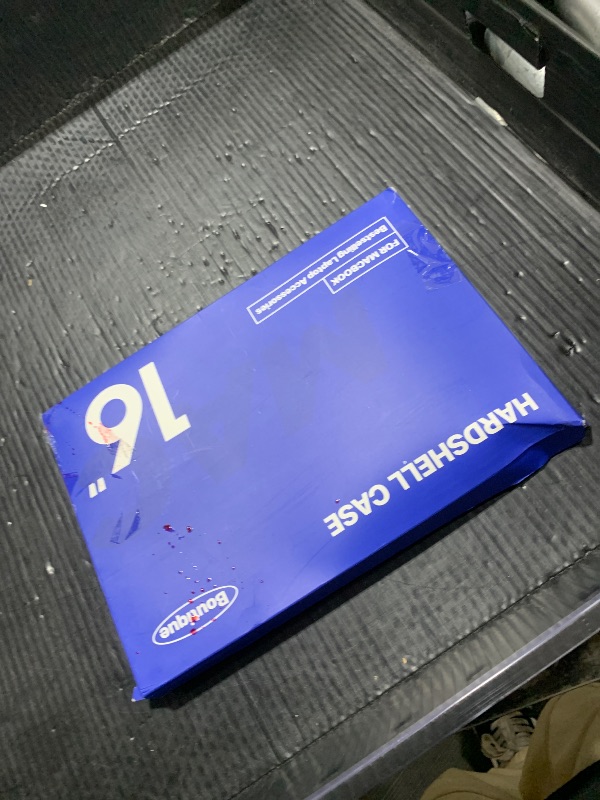 Boutique
HARDSHELL CASE
16"
FOR MACBOOK
Bestselling Laptop Accessories